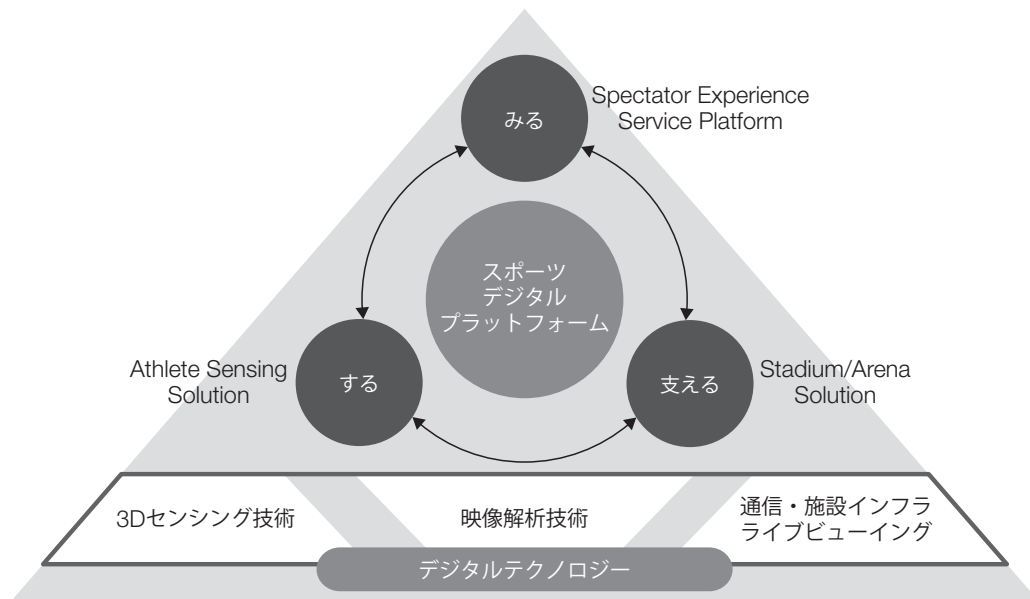 みる
Spectator Experience
Service Platform
スポーツ
デジタル
プラットフォーム
Athlete Sensing
Solution
する
支える
Stadium/Arena
Solution
3Dセンシング技術
映像解析技術
通信・施設インフラ
ライブビューイング
デジタルテクノロジー